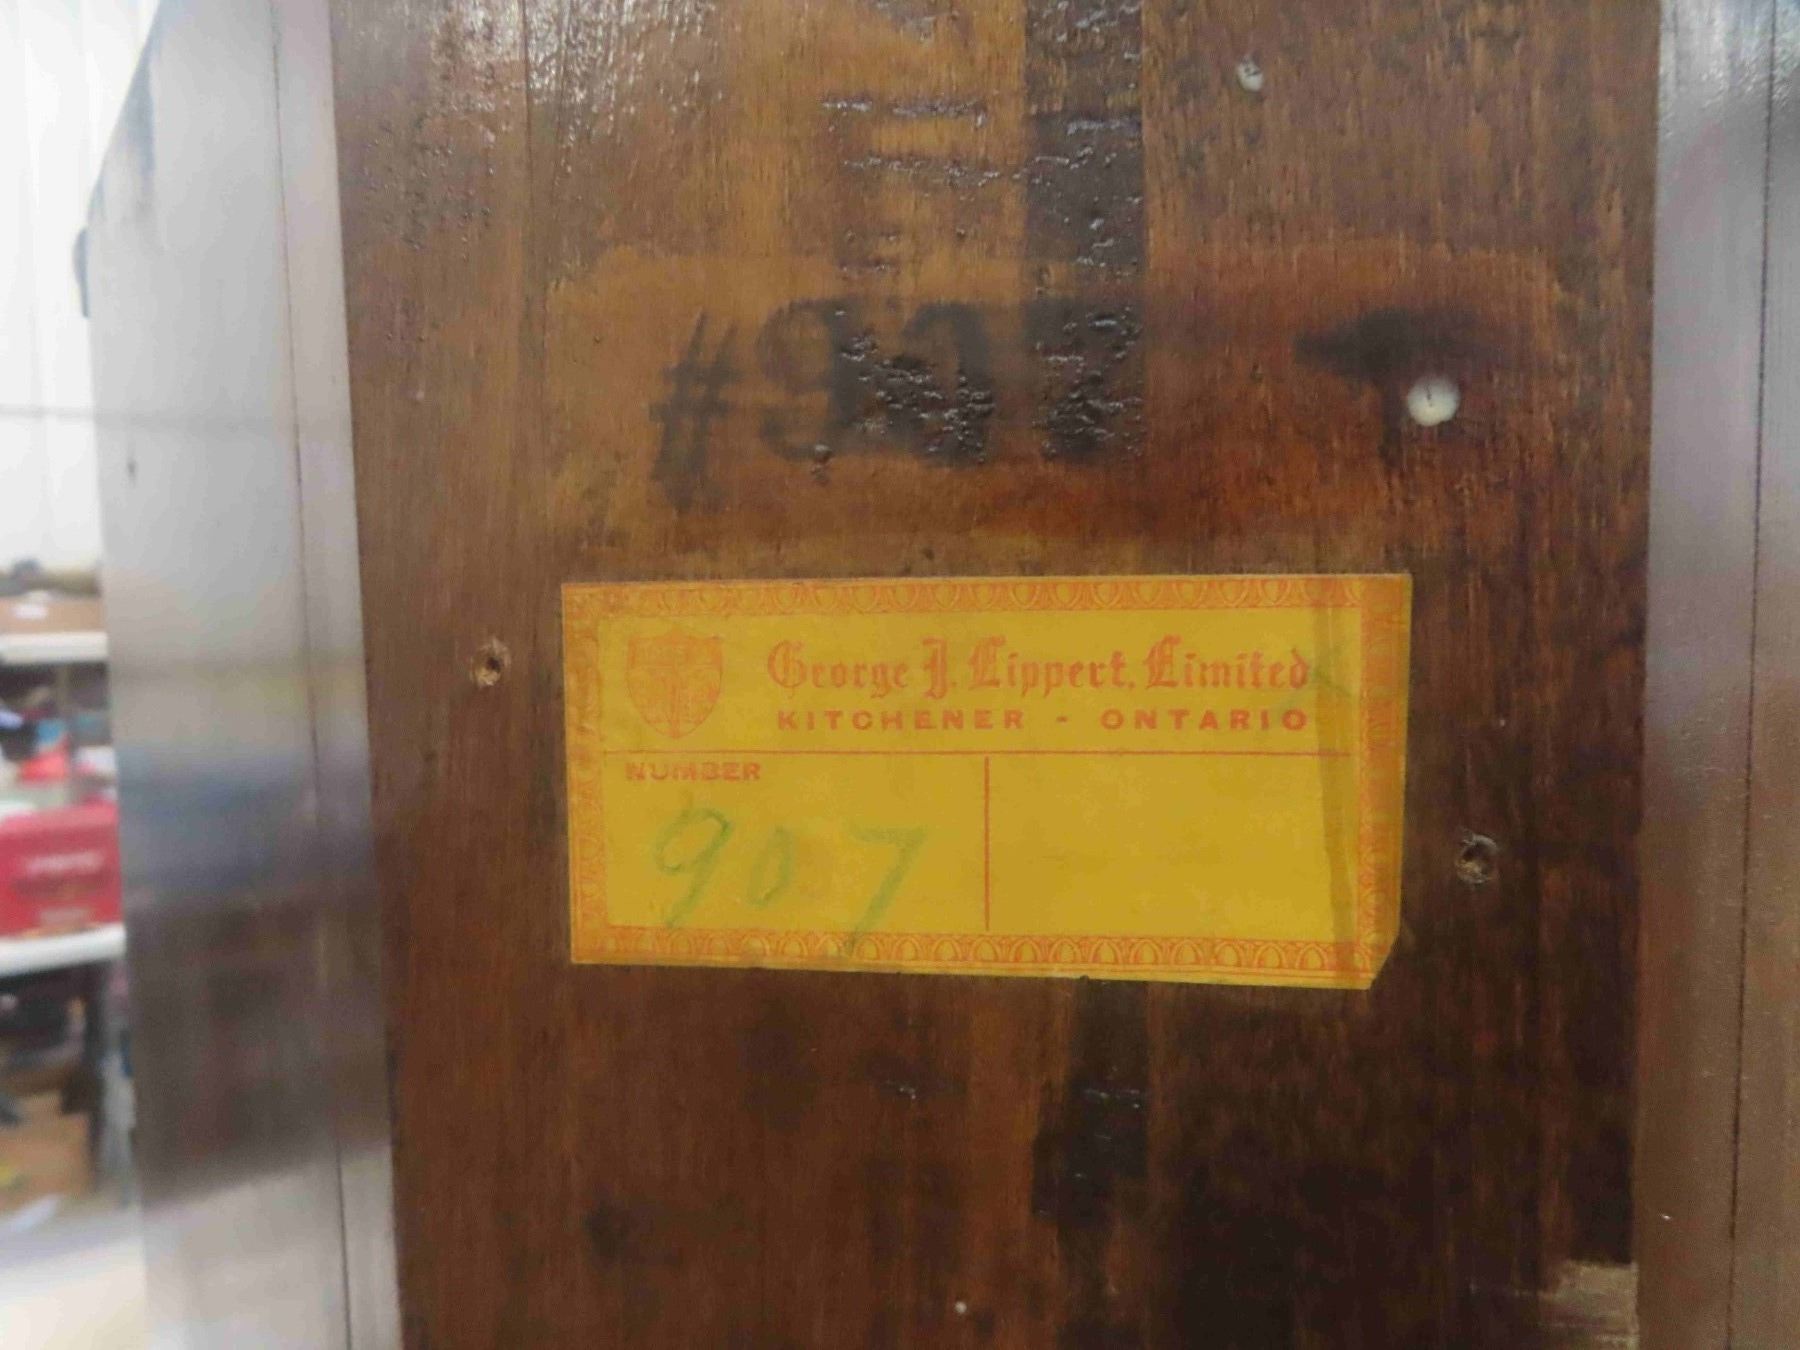 #907
George J. Lippert, Limited
KITCHENER - ONTARIO
NUMBER
907